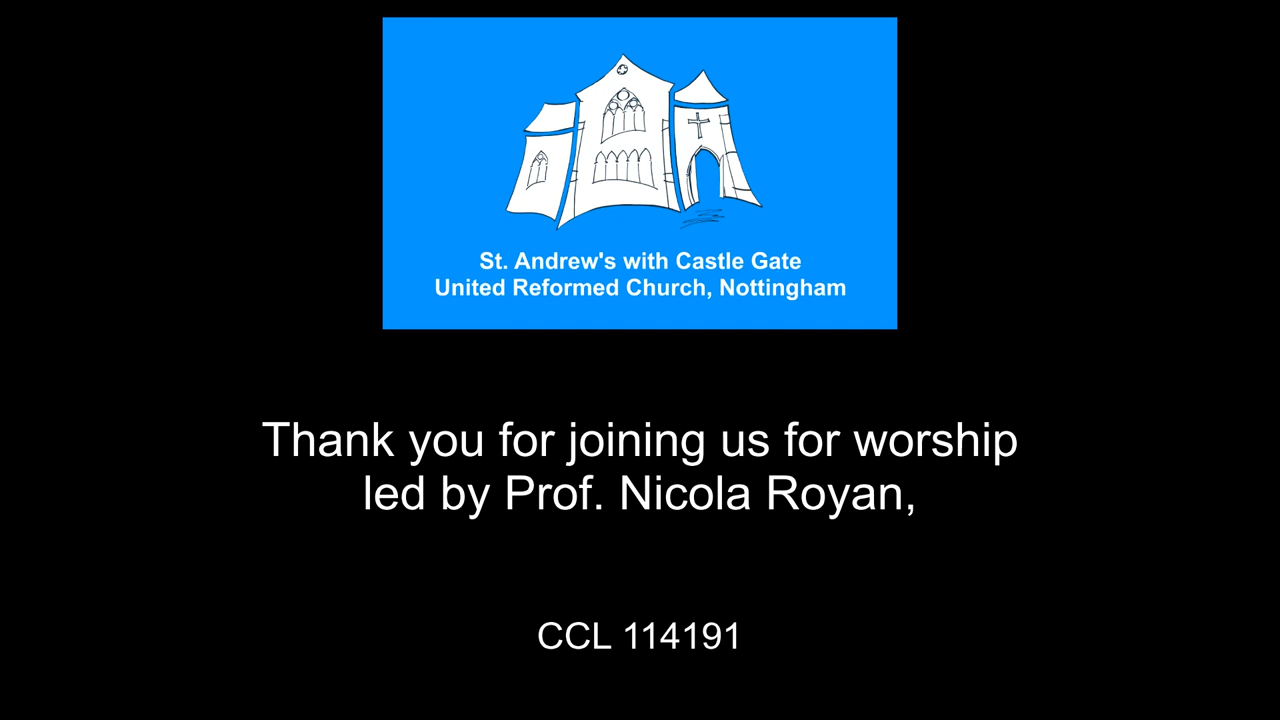 St. Andrew's with Castle Gate
United Reformed Church, Nottingham
Thank you for joining us for worship
led by Prof. Nicola Royan,
CCL 114191